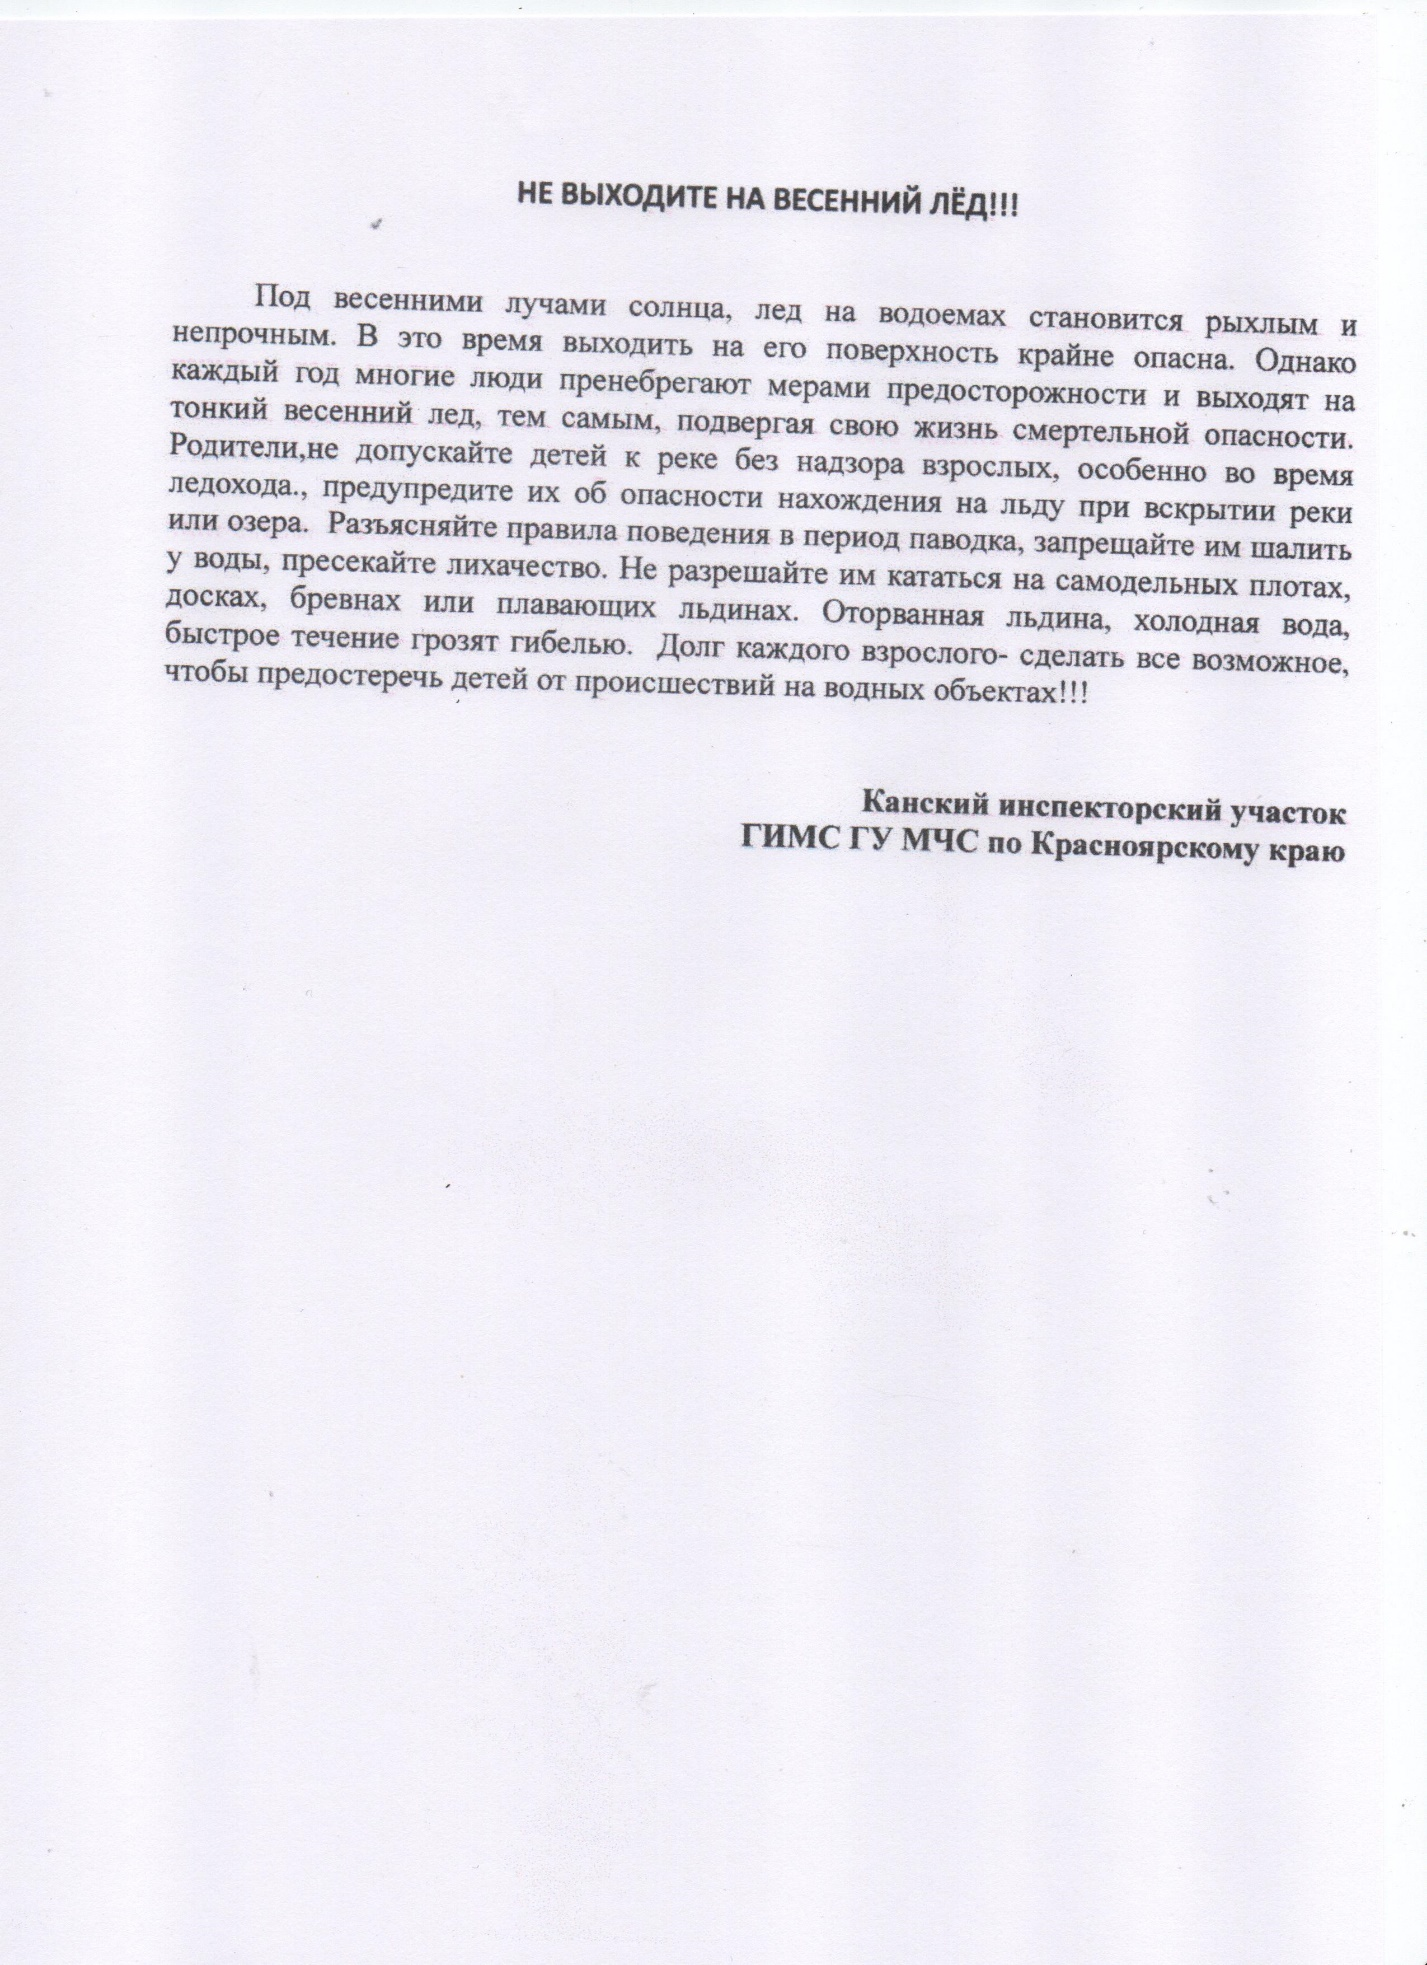 НЕ ВЫХОДИТЕ НА ВЕСЕННИЙ ЛЁД!!!
Под весенними лучами солнца, лед на водоемах становится рыхлым и
непрочным. В это время выходить на его поверхность крайне опасна. Однако
каждый год многие люди пренебрегают мерами предосторожности и выходят на
тонкий весенний лед, тем самым, подвергая свою жизнь смертельной опасности.
Родители,не допускайте детей к реке без надзора взрослых, особенно во время
ледохода., предупредите их об опасности нахождения на льду при вскрытии реки
или озера. Разъясняйте правила поведения в период паводка, запрещайте им шалить
у воды, пресекайте лихачество. Не разрешайте им кататься на самодельных плотах,
досках, бревнах или плавающих льдинах. Оторванная льдина, холодная вода,
быстрое течение грозят гибелью. Долг каждого взрослого- сделать все возможное,
чтобы предостеречь детей от происшествий на водных объектах!!!
Канский инспекторский участок
ГИМС ГУ МЧС по Красноярскому краю